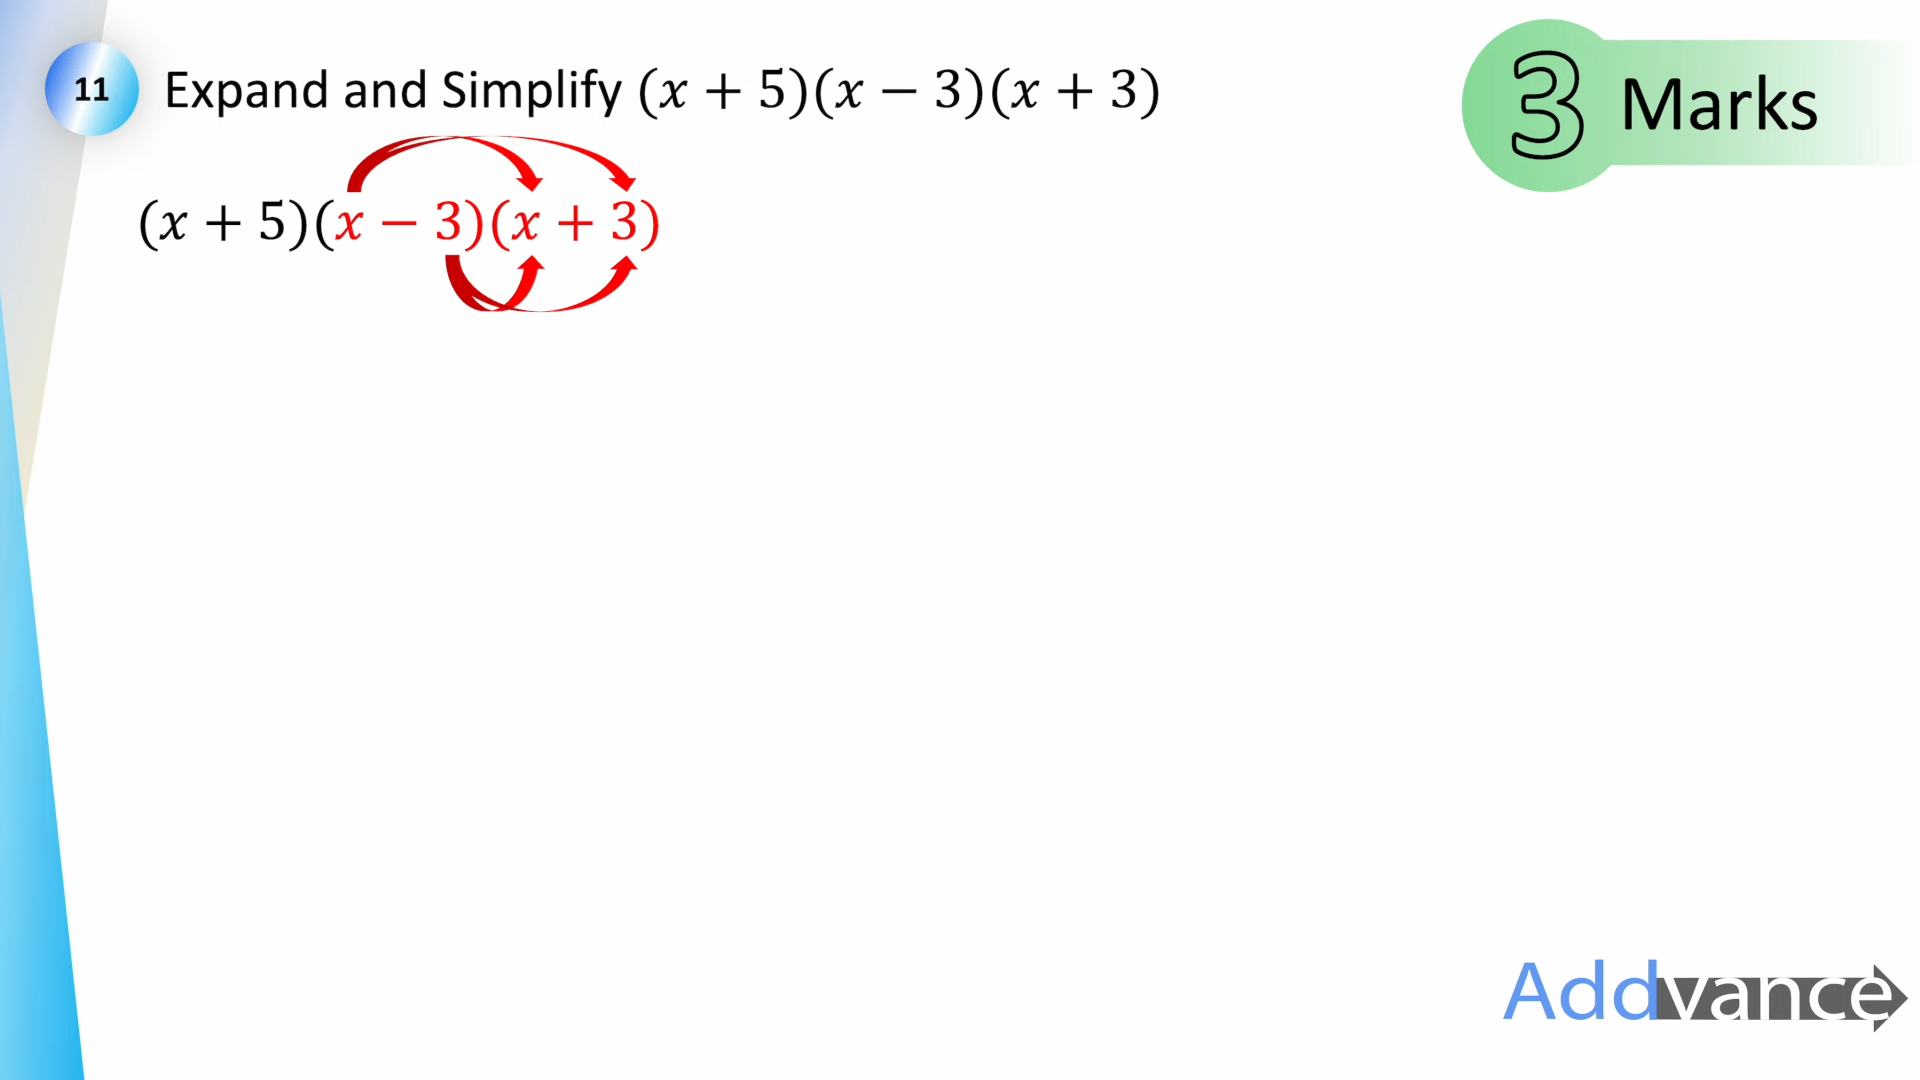 11 Expand and Simplify (x + 5)(x − 3)(x + 3)
3 Marks
(x + 5)(x − 3)(x + 3)
Addvance